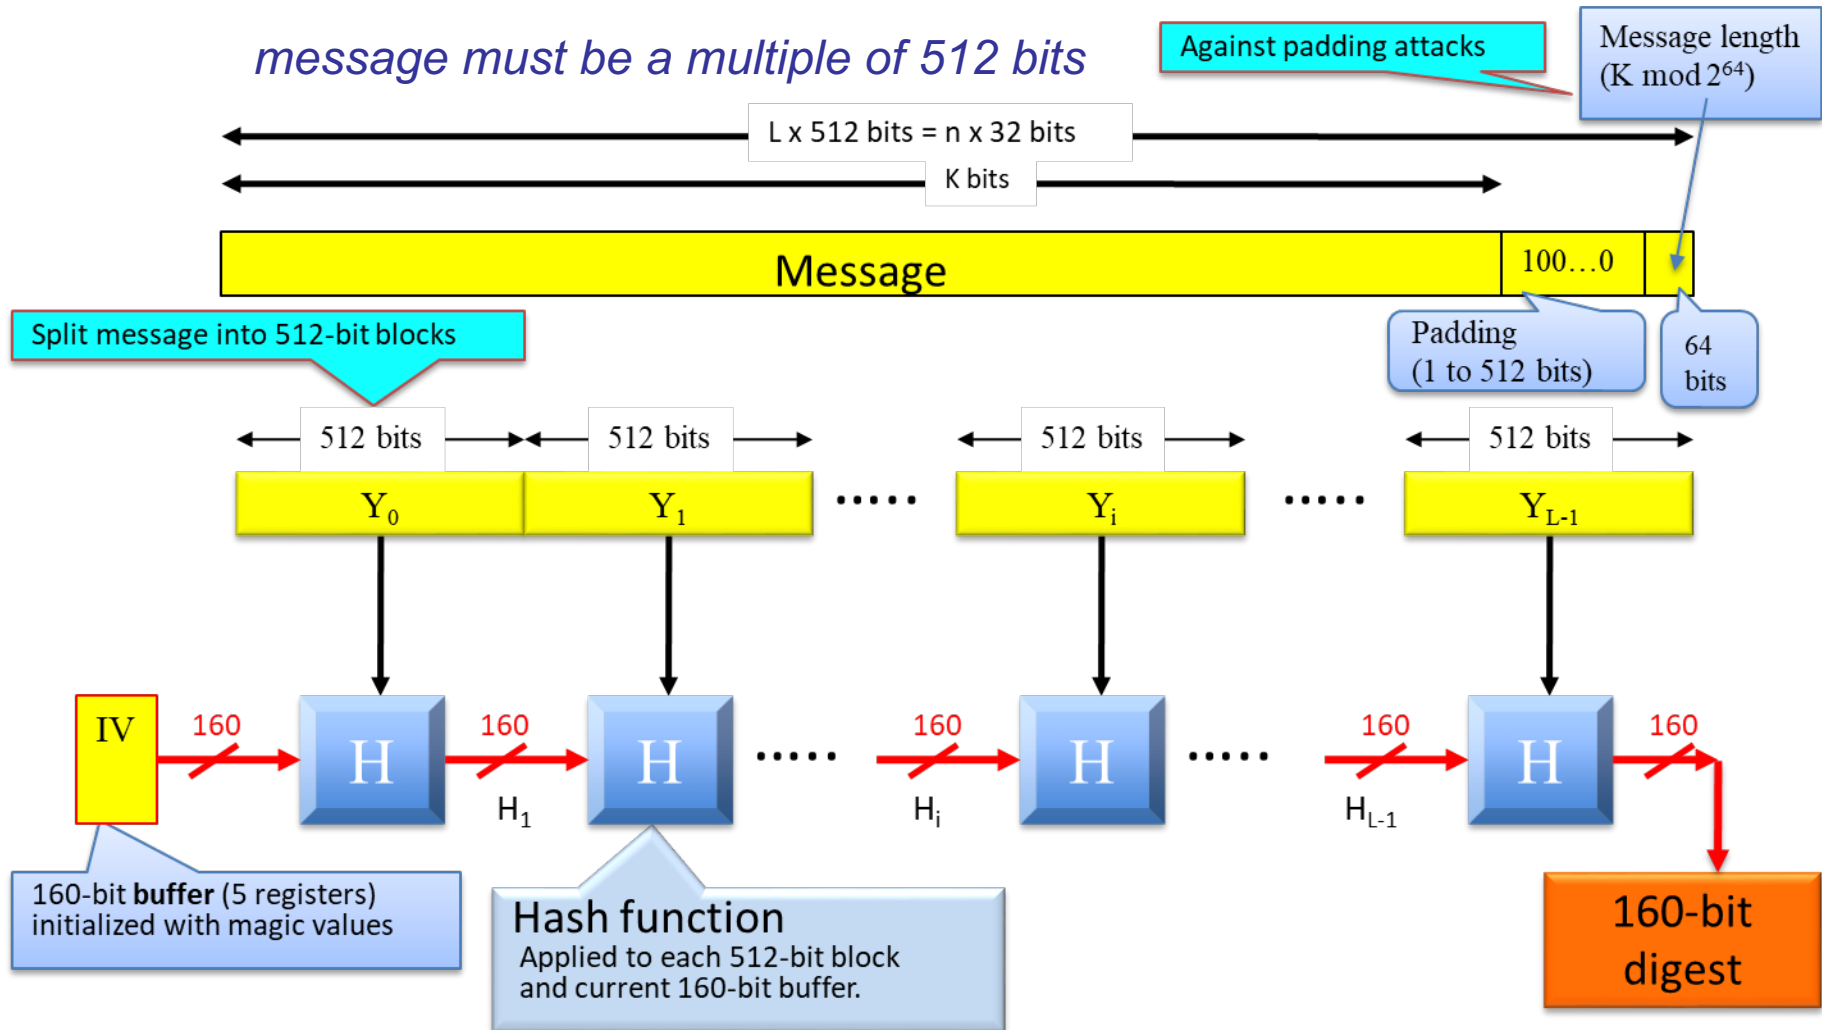 message must be a multiple of 512 bits
Against padding attacks
Message length
(K mod 2⁶⁴)
L x 512 bits = n x 32 bits
K bits
Message
100...0
Split message into 512-bit blocks
Padding
(1 to 512 bits)
64
bits
512 bits
512 bits
512 bits
512 bits
Y₀
Y₁
.....
Yᵢ
.....
Y_L-1
IV
160
H
160
H
.....
160
H
.....
160
H
160
H₁
Hᵢ
H_L-1
160-bit buffer (5 registers)
initialized with magic values
Hash function
Applied to each 512-bit block
and current 160-bit buffer.
160-bit
digest